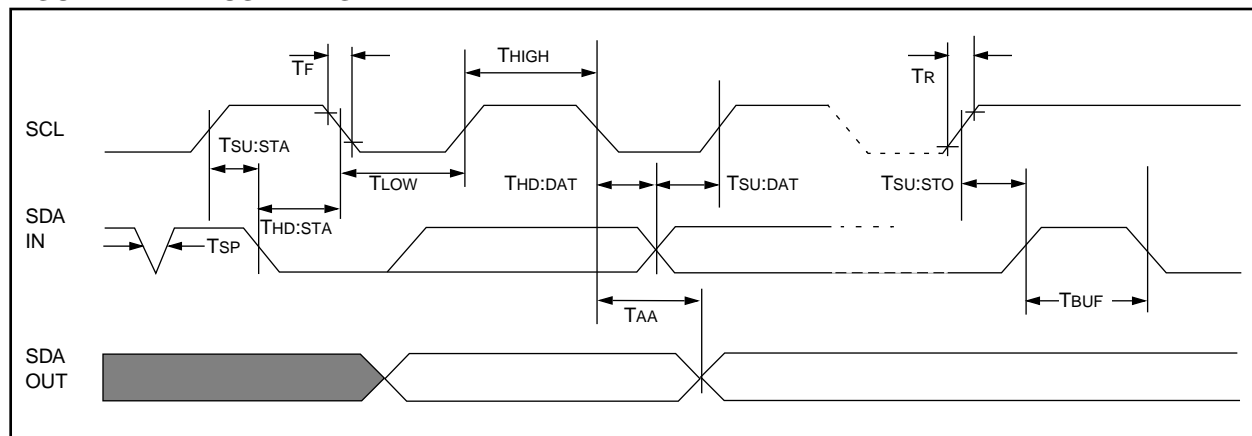 TF
THIGH
TR
SCL
TSU:STA
TLOW
THD:DAT
TSU:DAT
TSU:STO
SDA
IN
TSP
THD:STA
TAA
TBUF
SDA
OUT